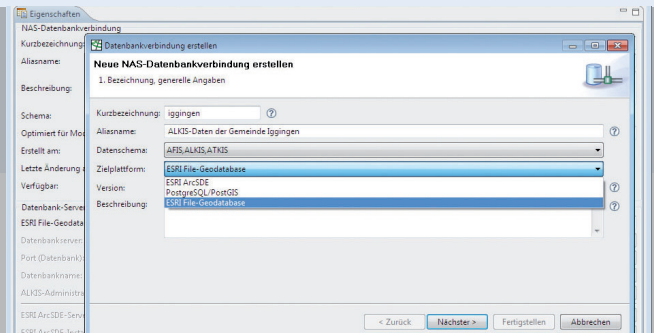 Eigenschaften
NAS-Datenbankverbindung
Kurzbezeichnung:
Aliasname:
Beschreibung:
Schema:
Optimiert für
Erstellt am:
Letzte Änderung
Verfügbar:
Datenbank-Server
ESRI File-Geodata
Datenbankserver:
Port (Datenbank):
Datenbankname:
ALKIS-Administra
ESRI ArcSDE-Serve
Datenbankverbindung erstellen
Neue NAS-Datenbankverbindung erstellen
1. Bezeichnung, generelle Angaben
Kurzbezeichnung: iggingen
Aliasname: ALKIS-Daten der Gemeinde Iggingen
Datenschema: AFIS,ALKIS,ATKIS
Zielplattform: ESRI File-Geodatabase
Version:
ESRI ArcSDE
PostgreSQL/PostGIS
ESRI File-Geodatabase
Beschreibung:
< Zurück Nächster > Fertigstellen Abbrechen